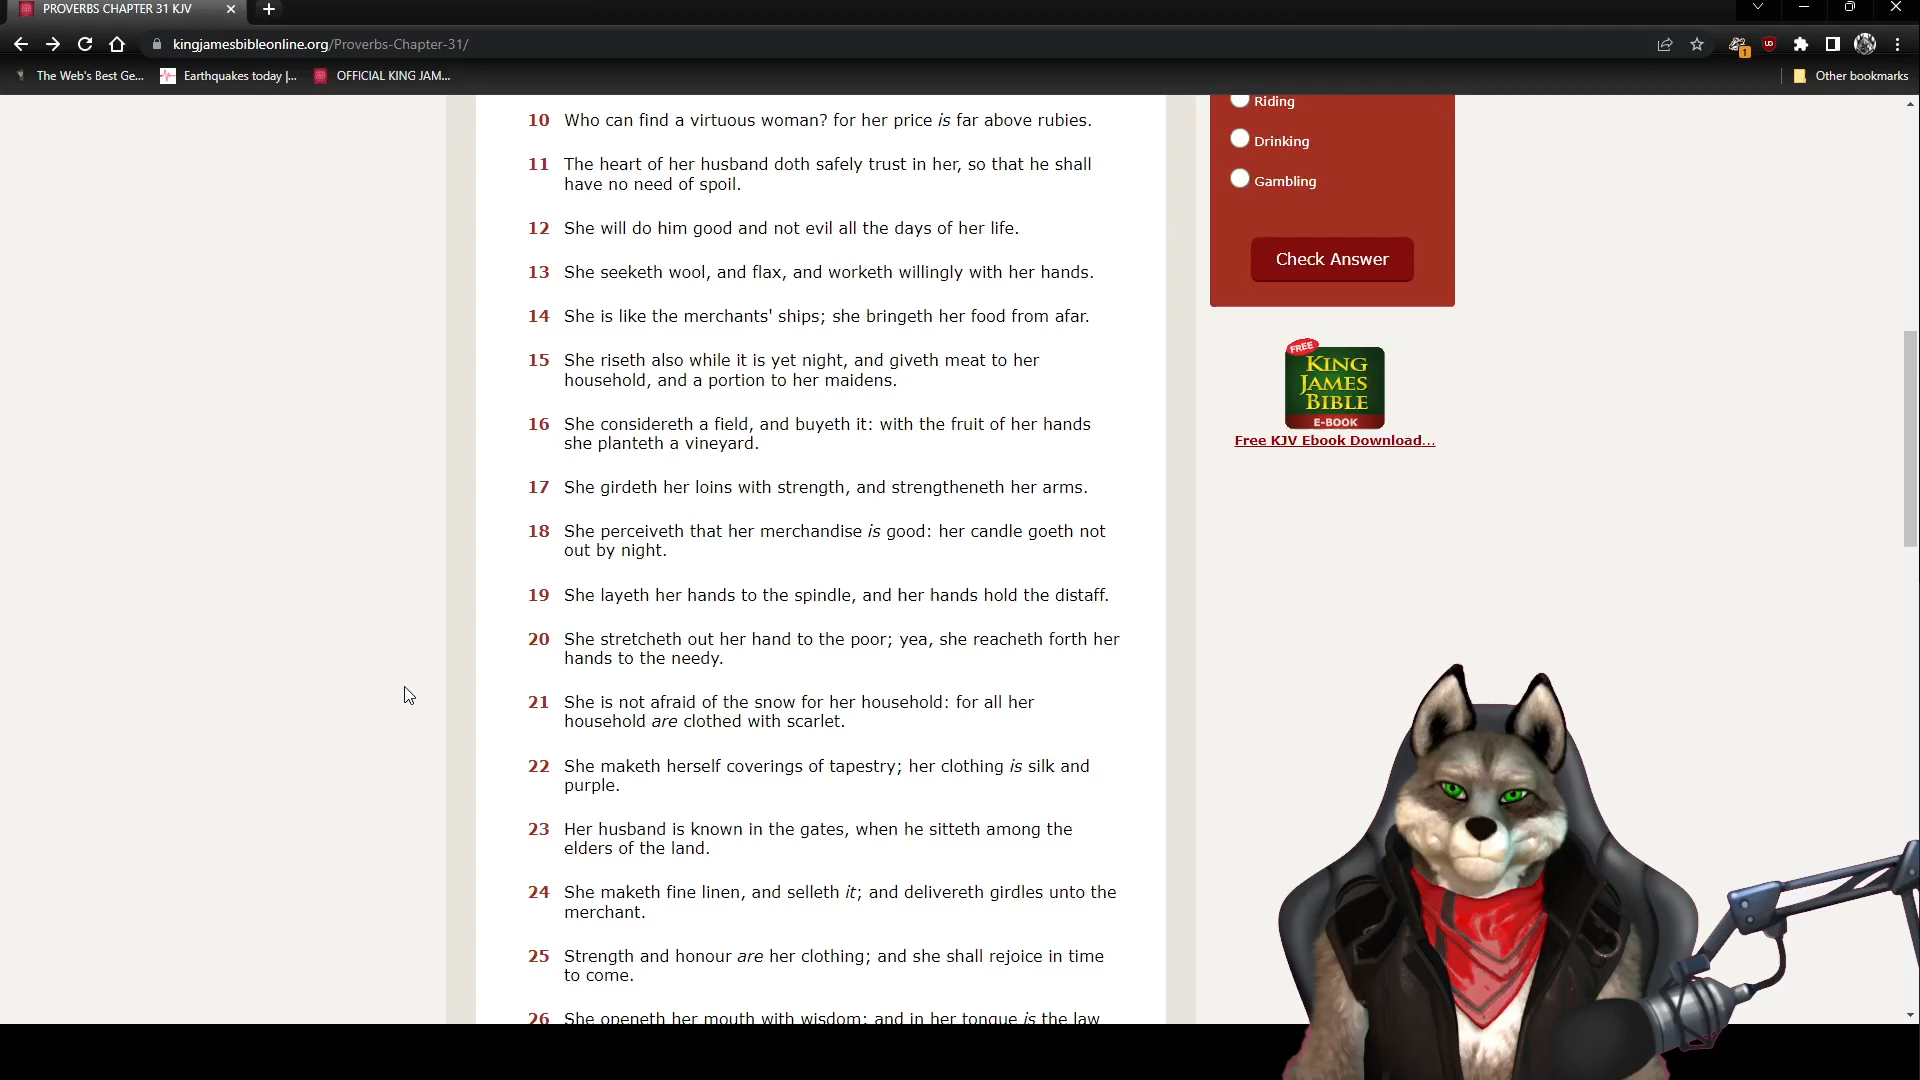 PROVERBS CHAPTER 31 KJV
kingjamesbibleonline.org/Proverbs-Chapter-31/
1
UD
The Web's Best Ge...
Earthquakes today |...
OFFICIAL KING JAM...
Other bookmarks
10 Who can find a virtuous woman? for her price is far above rubies.
11 The heart of her husband doth safely trust in her, so that he shall
have no need of spoil.
12 She will do him good and not evil all the days of her life.
13 She seeketh wool, and flax, and worketh willingly with her hands.
14 She is like the merchants' ships; she bringeth her food from afar.
15 She riseth also while it is yet night, and giveth meat to her
household, and a portion to her maidens.
16 She considereth a field, and buyeth it: with the fruit of her hands
she planteth a vineyard.
17 She girdeth her loins with strength, and strengtheneth her arms.
18 She perceiveth that her merchandise is good: her candle goeth not
out by night.
19 She layeth her hands to the spindle, and her hands hold the distaff.
20 She stretcheth out her hand to the poor; yea, she reacheth forth her
hands to the needy.
21 She is not afraid of the snow for her household: for all her
household are clothed with scarlet.
22 She maketh herself coverings of tapestry; her clothing is silk and
purple.
23 Her husband is known in the gates, when he sitteth among the
elders of the land.
24 She maketh fine linen, and selleth it; and delivereth girdles unto the
merchant.
25 Strength and honour are her clothing; and she shall rejoice in time
to come.
26 She openeth her mouth with wisdom; and in her tongue is the law
Riding
Drinking
Gambling
Check Answer
FREE
KING
JAMES
BIBLE
E-BOOK
Free KJV Ebook Download...